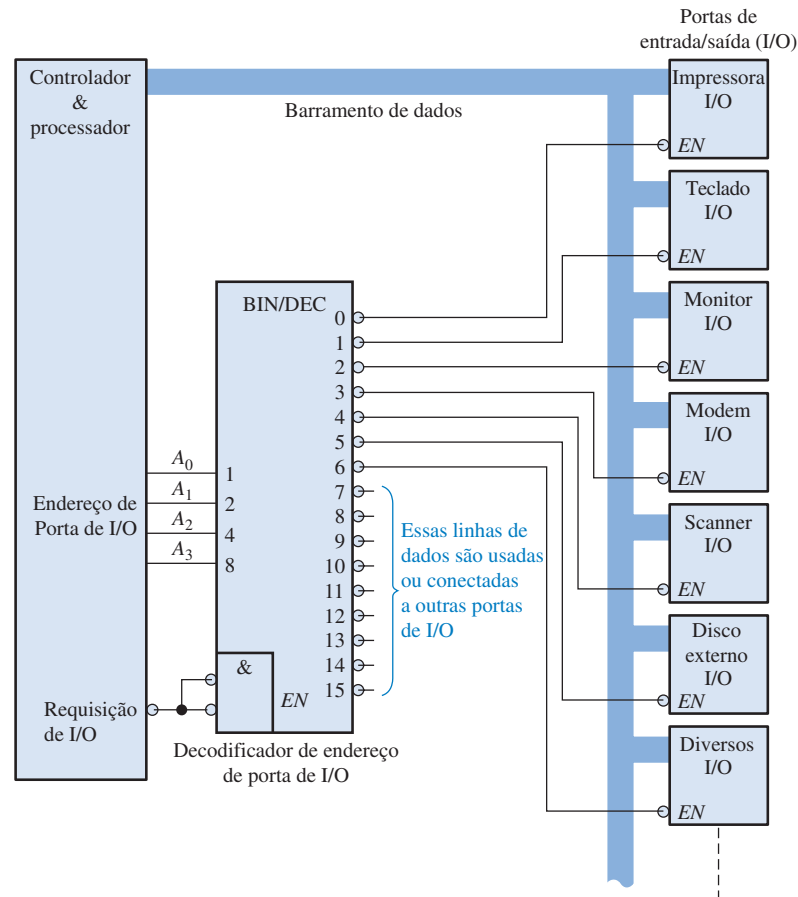 Portas de
entrada/saída (I/O)
Controlador
&
processador
Barramento de dados
Impressora
I/O
EN
Teclado
I/O
EN
BIN/DEC
Monitor
I/O
EN
0
1
2
3
4
5
6
7
8
9
10
11
12
13
14
15
Modem
I/O
EN
A0
A1
A2
A3
1
2
4
8
Endereço de
Porta de I/O
Essas linhas de
dados são usadas
ou conectadas
a outras portas
de I/O
Scanner
I/O
EN
Disco
externo
I/O
EN
&
EN
Requisição
de I/O
Decodificador de endereço
de porta de I/O
Diversos
I/O
EN